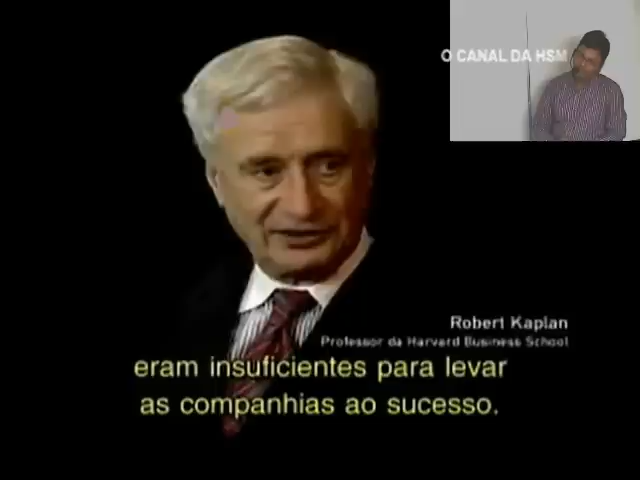 O CANAL DA HSM
Robert Kaplan
Professor da Harvard Business School
eram insuficientes para levar
as companhias ao sucesso.